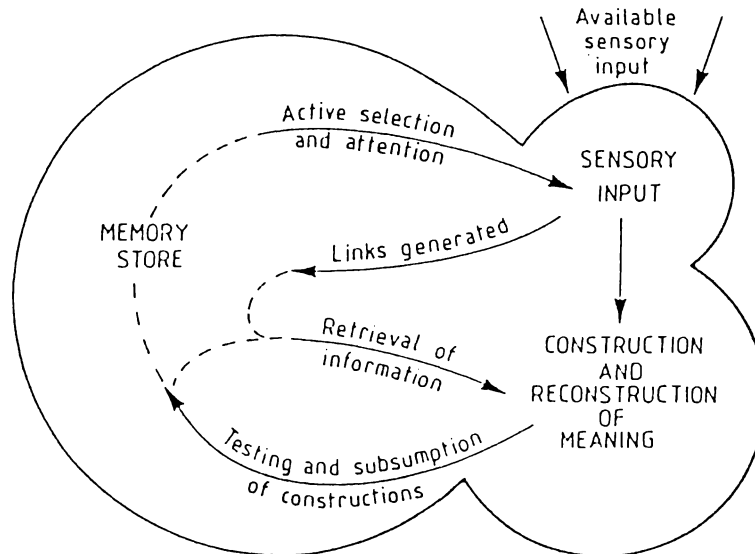 Available
sensory
input
Active selection
and attention
SENSORY
INPUT
MEMORY
STORE
Links generated
Retrieval of
information
CONSTRUCTION
AND
RECONSTRUCTION
OF
MEANING
Testing and subsumption
of constructions